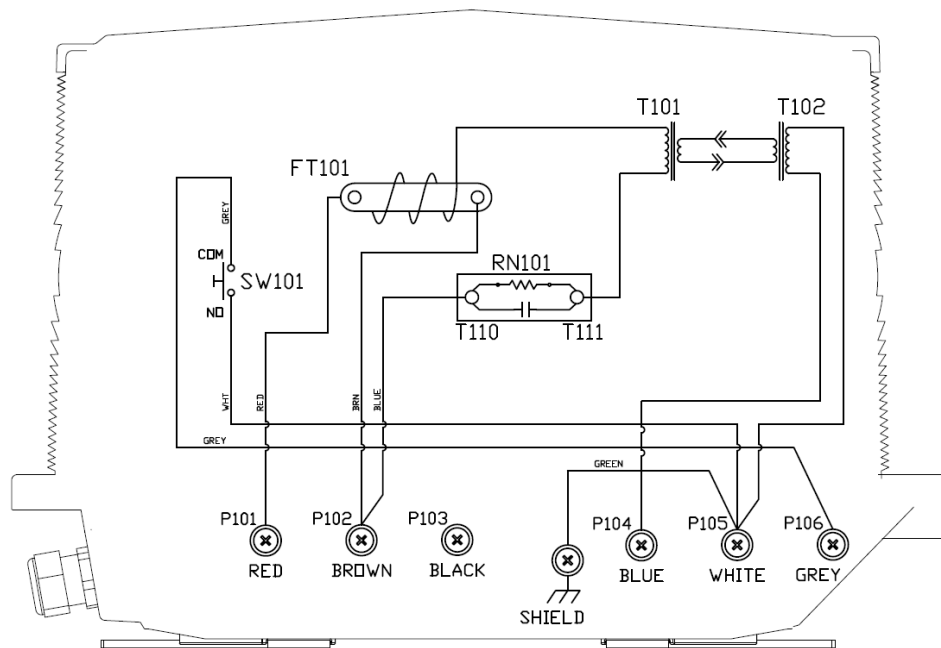 T101
T102
FT101
GREY
COM
SW101
NO
RN101
T110
T111
WHT
RED
BRN
BLUE
GREY
GREEN
P101
P102
P103
P104
P105
P106
RED
BROWN
BLACK
BLUE
WHITE
GREY
SHIELD